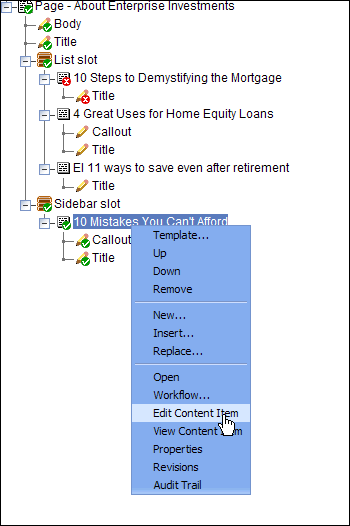 Page - About Enterprise Investments
Body
Title
List slot
10 Steps to Demystifying the Mortgage
Title
4 Great Uses for Home Equity Loans
Callout
Title
EI 11 ways to save even after retirement
Title
Sidebar slot
10 Mistakes You Can't Afford
Callout
Title
Template...
Up
Down
Remove
New...
Insert...
Replace...
Open
Workflow...
Edit Content Item
View Content Item
Properties
Revisions
Audit Trail